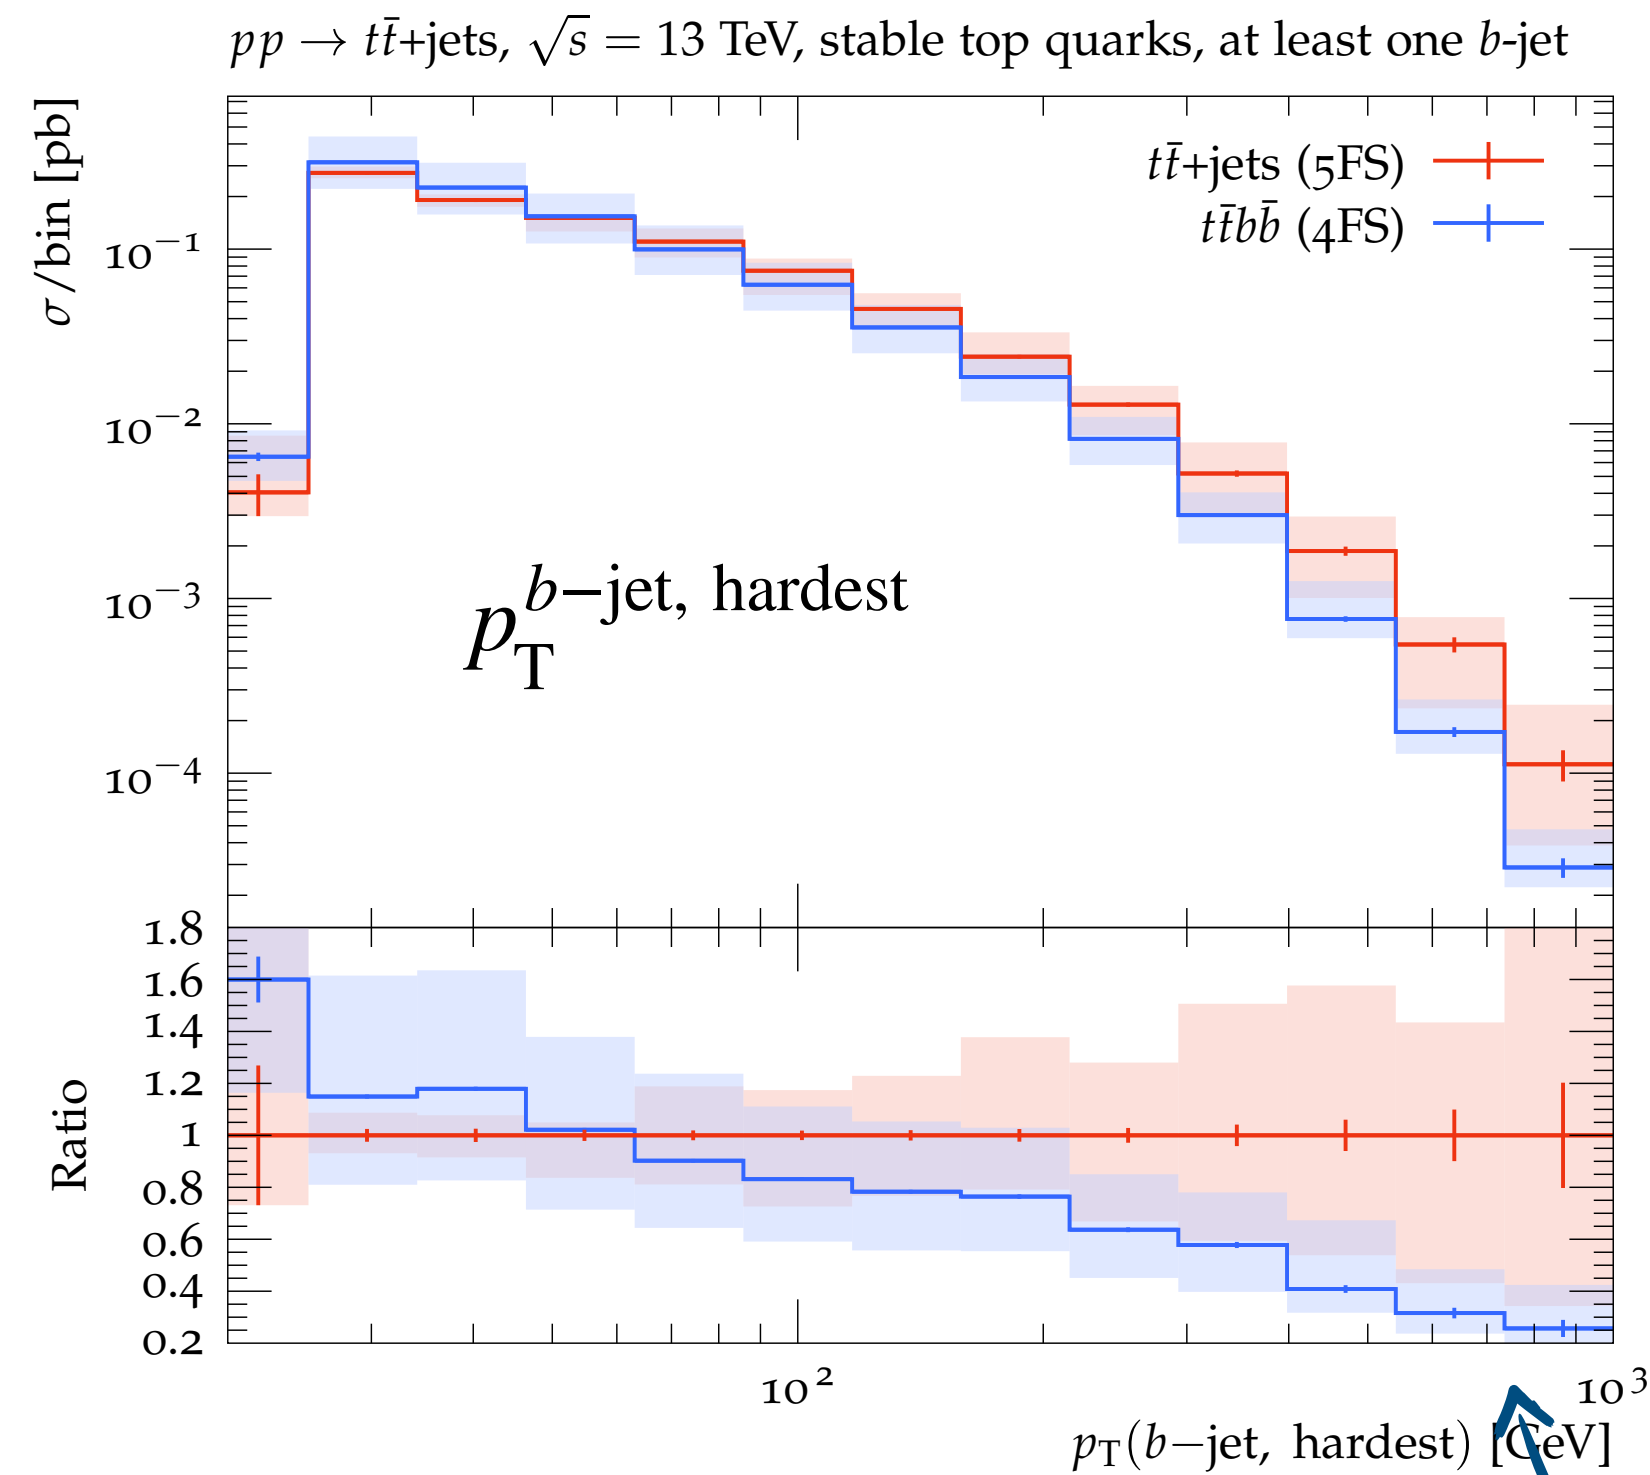 pp → tt̄+jets, √s = 13 TeV, stable top quarks, at least one b-jet
σ/bin [pb]
tt̄+jets (5FS)
tt̄bb̄ (4FS)
10⁻¹
10⁻²
10⁻³
10⁻⁴
p_T^{b−jet, hardest}
Ratio
1.8
1.6
1.4
1.2
1
0.8
0.6
0.4
0.2
10² 10³
p_T(b−jet, hardest) [GeV]